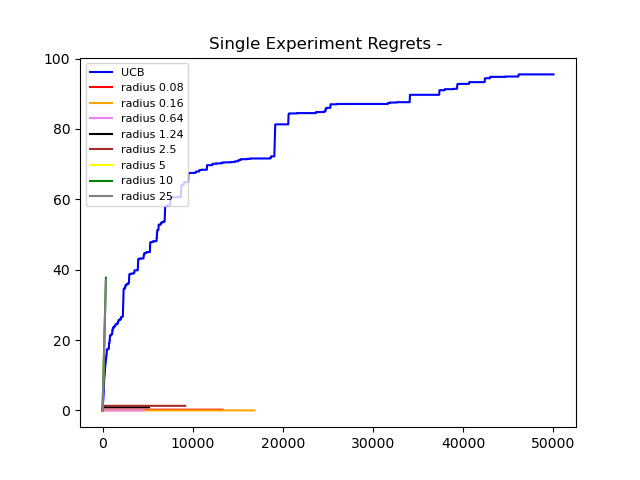 Single Experiment Regrets -
100
80
60
40
20
0
UCB
radius 0.08
radius 0.16
radius 0.64
radius 1.24
radius 2.5
radius 5
radius 10
radius 25
0 10000 20000 30000 40000 50000